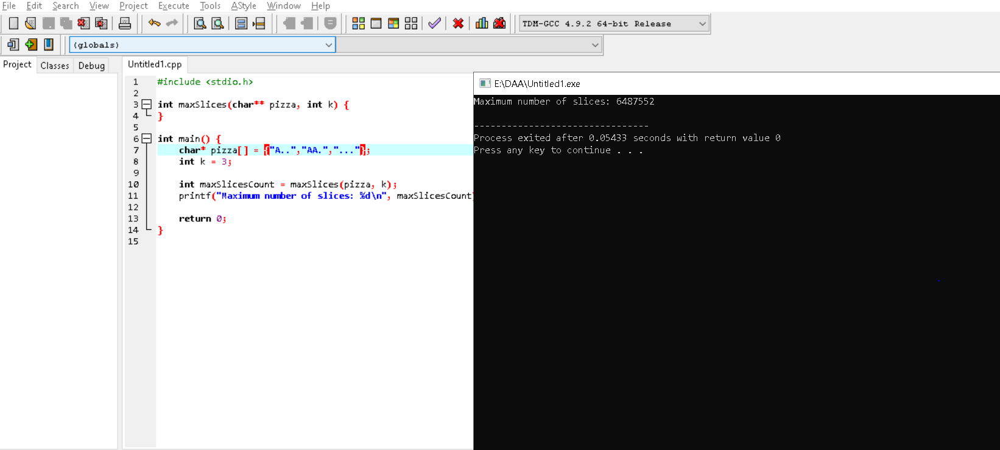 File Edit Search View Project Execute Tools AStyle Window Help
TDM-GCC 4.9.2 64-bit Release
(globals)
Project Classes Debug
Untitled1.cpp
1 #include <stdio.h>
2
3 int maxSlices(char** pizza, int k) {
4 }
5
6 int main() {
7 char* pizza[] = {"A..","AA.","..."};
8 int k = 3;
9
10 int maxSlicesCount = maxSlices(pizza, k);
11 printf("Maximum number of slices: %d\n", maxSlicesCount)
12
13 return 0;
14 }
15
E:\DAA\Untitled1.exe
Maximum number of slices: 6487552
--------------------------------
Process exited after 0.05433 seconds with return value 0
Press any key to continue . . .